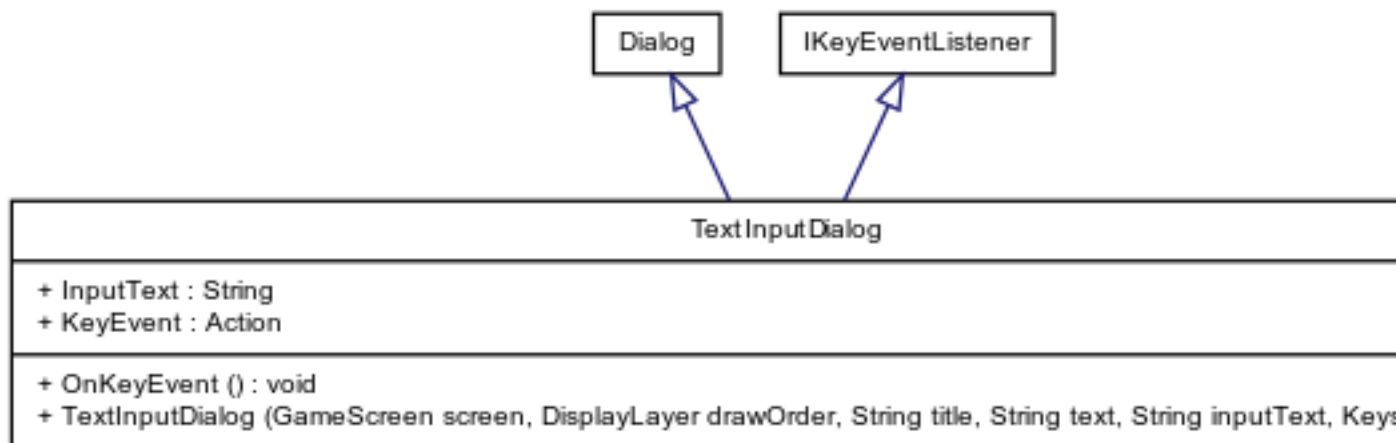 Dialog
IKeyEventListener
TextInputDialog
+ InputText : String
+ KeyEvent : Action
+ OnKeyEvent () : void
+ TextInputDialog (GameScreen screen, DisplayLayer drawOrder, String title, String text, String inputText, Keys